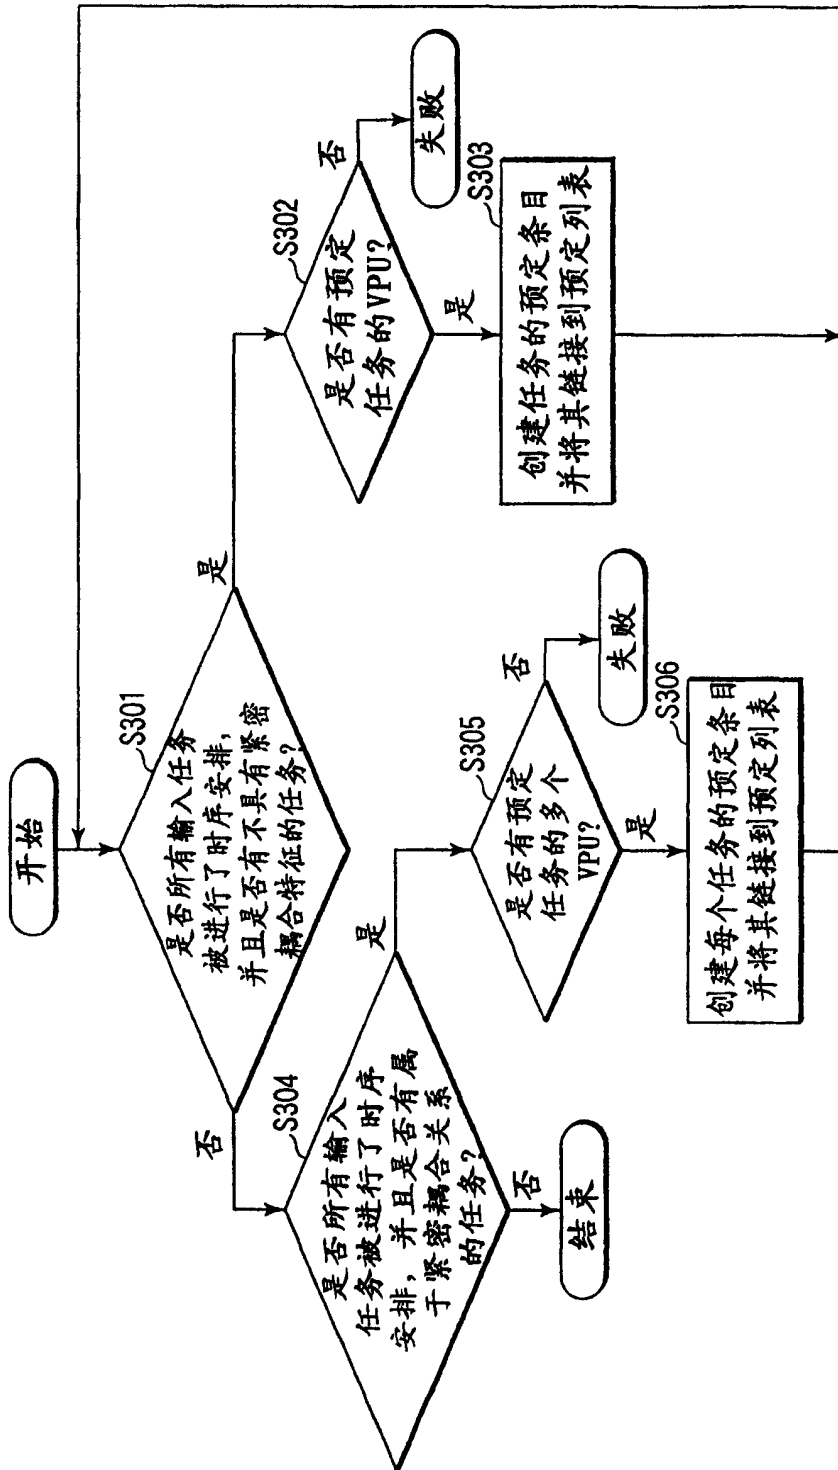 开始
S301
是否所有输入任务
被进行了时序安排,
并且是否有不具有紧密
耦合特征的任务?
是
否
S302
是否有预定
任务的VPU?
否
失败
是
S303
创建任务的预定条目
并将其链接到预定列表
S304
是否所有输入
任务被进行了时序
安排, 并且是否有属
于紧密耦合关系
的任务?
是
否
结束
S305
是否有预定
任务的多个
VPU?
否
失败
是
S306
创建每个任务的预定条目
并将其链接到预定列表